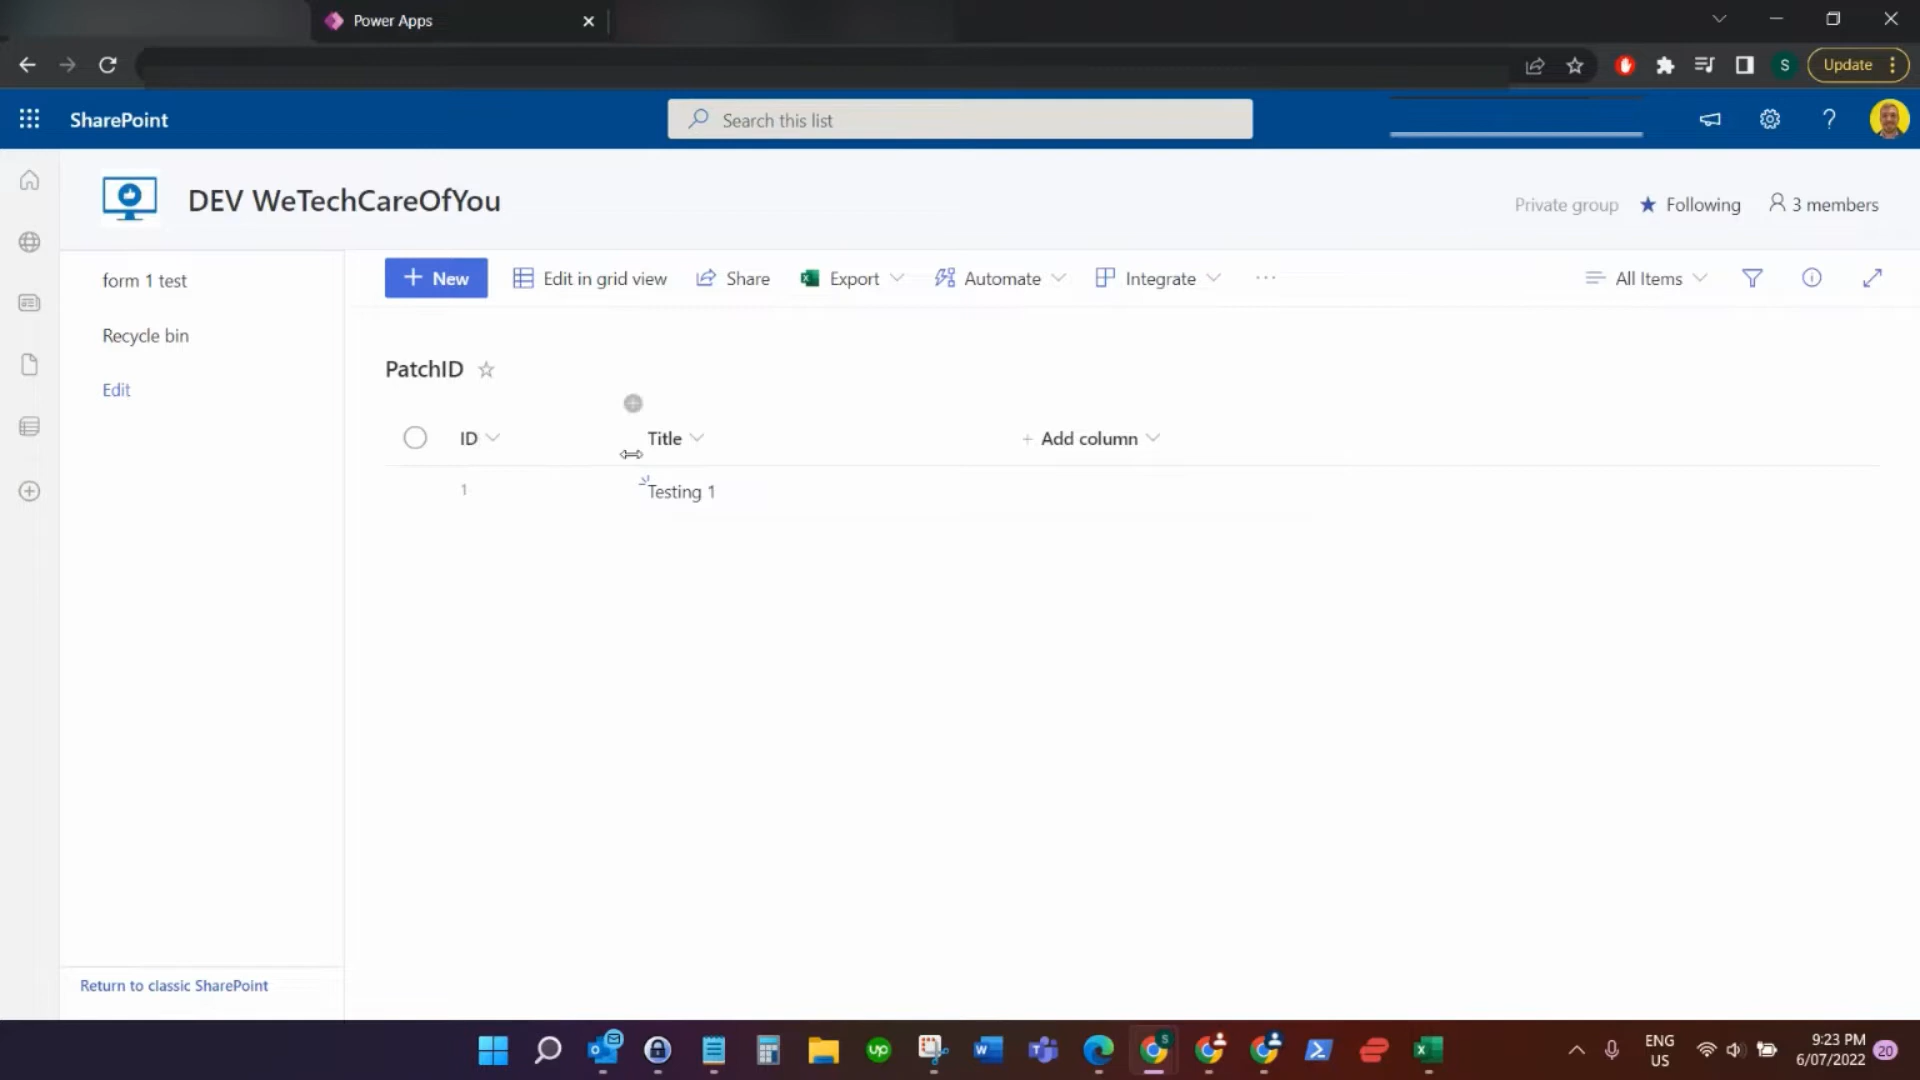 Power Apps
S
Update
SharePoint
Search this list
?
DEV WeTechCareOfYou
Private group
Following
3 members
form 1 test
Recycle bin
Edit
+ New
Edit in grid view
Share
Export
Automate
Integrate
...
All Items
PatchID
ID
Title
+ Add column
1
Testing 1
Return to classic SharePoint
up
S
ENG
US
9:23 PM
6/07/2022
20